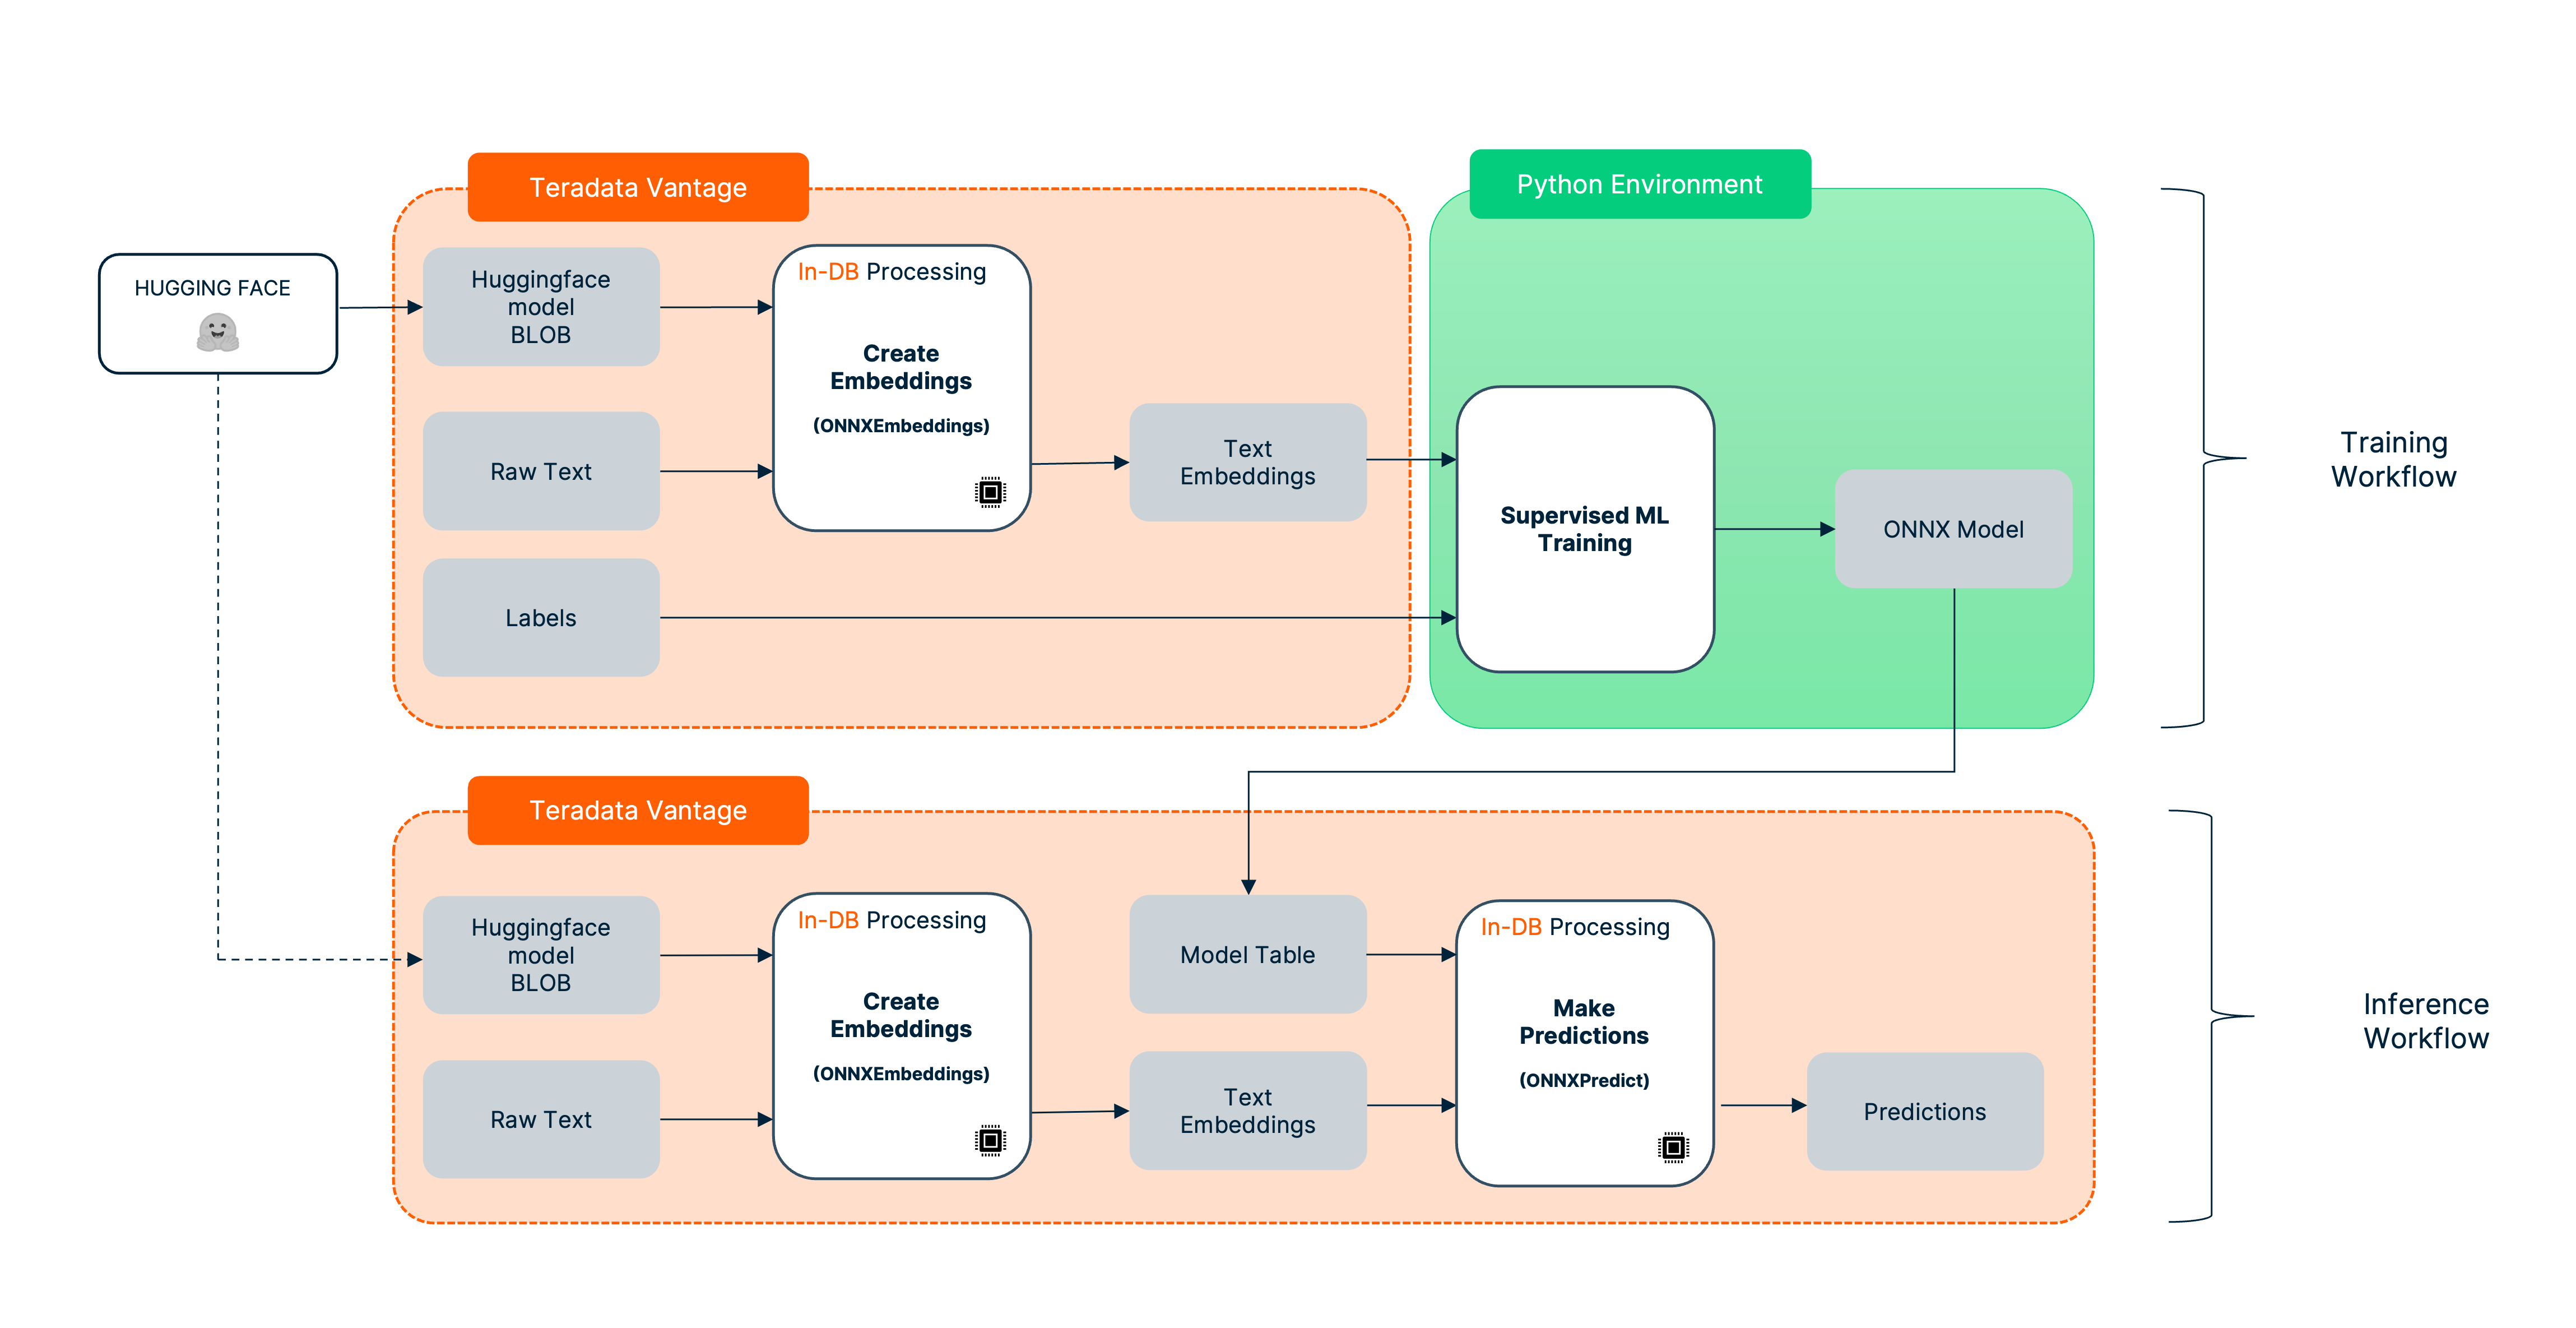 Teradata Vantage
Python Environment
HUGGING FACE
Huggingface
model
BLOB
In-DB Processing
Create
Embeddings
(ONNXEmbeddings)
Raw Text
Text
Embeddings
Labels
Supervised ML
Training
ONNX Model
Training
Workflow
Teradata Vantage
Huggingface
model
BLOB
In-DB Processing
Create
Embeddings
(ONNXEmbeddings)
Raw Text
Model Table
Text
Embeddings
In-DB Processing
Make
Predictions
(ONNXPredict)
Predictions
Inference
Workflow